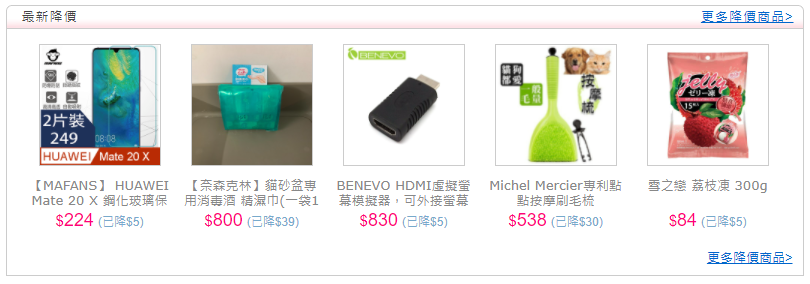 最新降價
更多降價商品>
2片裝
249
HUAWEI Mate 20 X
BENEVO
貓狗
都愛
一般
毛量
按
摩
梳
Jelly
ゼリー凍
15
【MAFANS】 HUAWEI
Mate 20 X 鋼化玻璃保
$224 (已降$5)
【奈森克林】貓砂盆專
用消毒酒 精濕巾(一袋1
$800 (已降$39)
BENEVO HDMI虛擬螢
幕模擬器，可外接螢幕
$830 (已降$5)
Michel Mercier專利點
點按摩刷毛梳
$538 (已降$30)
雪之戀 荔枝凍 300g
$84 (已降$5)
更多降價商品>